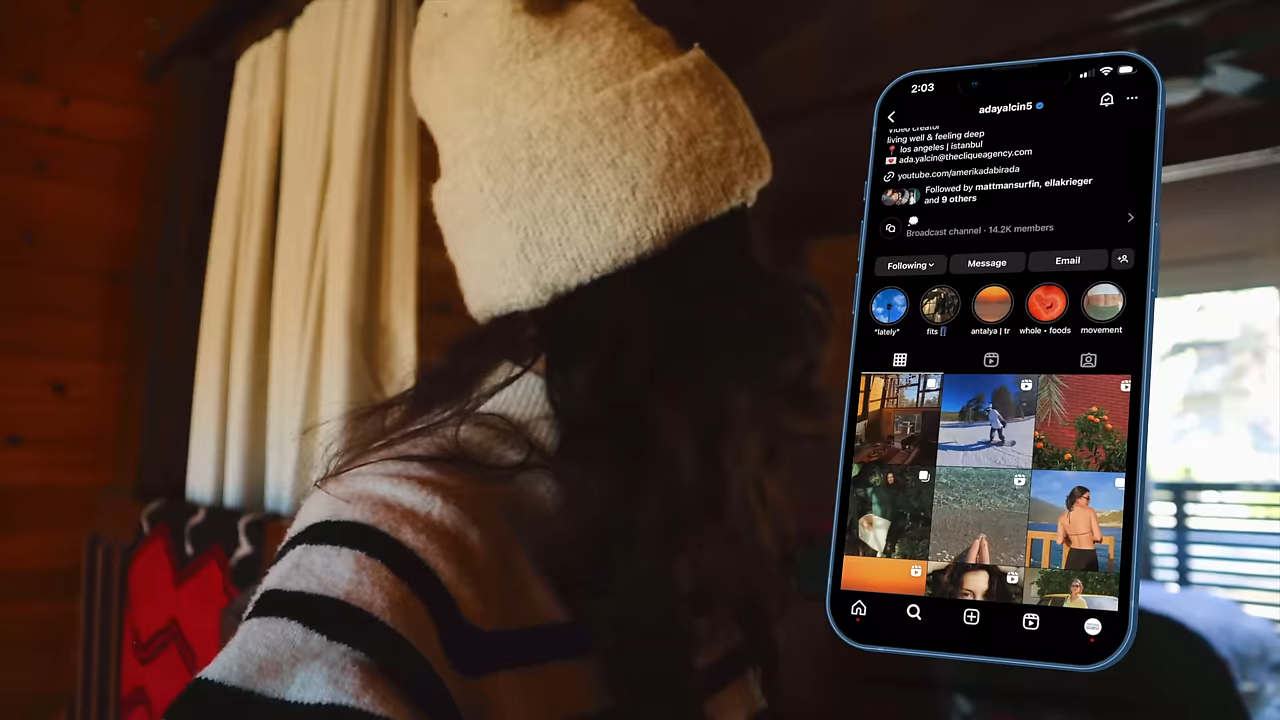 2:03
adayalcin5
video creator
living well & feeling deep
📍 los angeles | istanbul
💌 ada.yalcin@thecliqueagency.com
youtube.com/amerikadabirada
Followed by mattmansurfin, ellakrieger
and 9 others
💭
Broadcast channel · 14.2K members
Following
Message
Email
"lately"
fits 👖
antalya | tr
whole • foods
movement